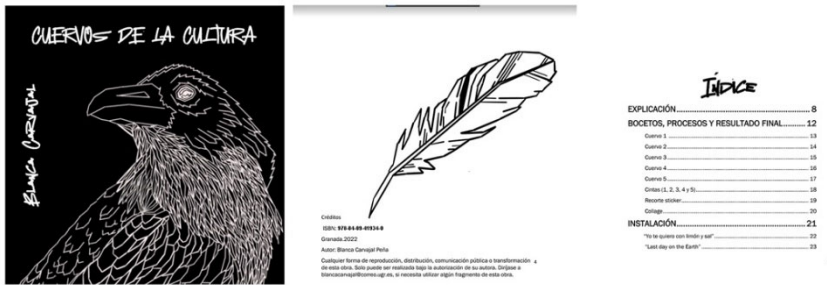 CUERVOS DE LA CULTURA
BLANCA CARVAJAL
Créditos
ISBN: 978-84-09-41934-0
Granada.2022
Autor: Blanca Carvajal Peña
Cualquier forma de reproducción, distribución, comunicación pública o transformación
de esta obra. Solo puede ser realizada bajo la autorización de su autora. Diríjase a
blancacarvajal@correo.ugr.es, si necesita utilizar algún fragmento de esta obra.
4
ÍNDICE
EXPLICACIÓN 8
BOCETOS, PROCESOS Y RESULTADO FINAL 12
Cuervo 1 13
Cuervo 2 14
Cuervo 3 15
Cuervo 4 16
Cuervo 5 17
Cintas (1, 2, 3, 4 y 5) 18
Recorte sticker 19
Collage 20
INSTALACIÓN 21
"Yo te quiero con limón y sal" 22
"Last day on the Earth" 23